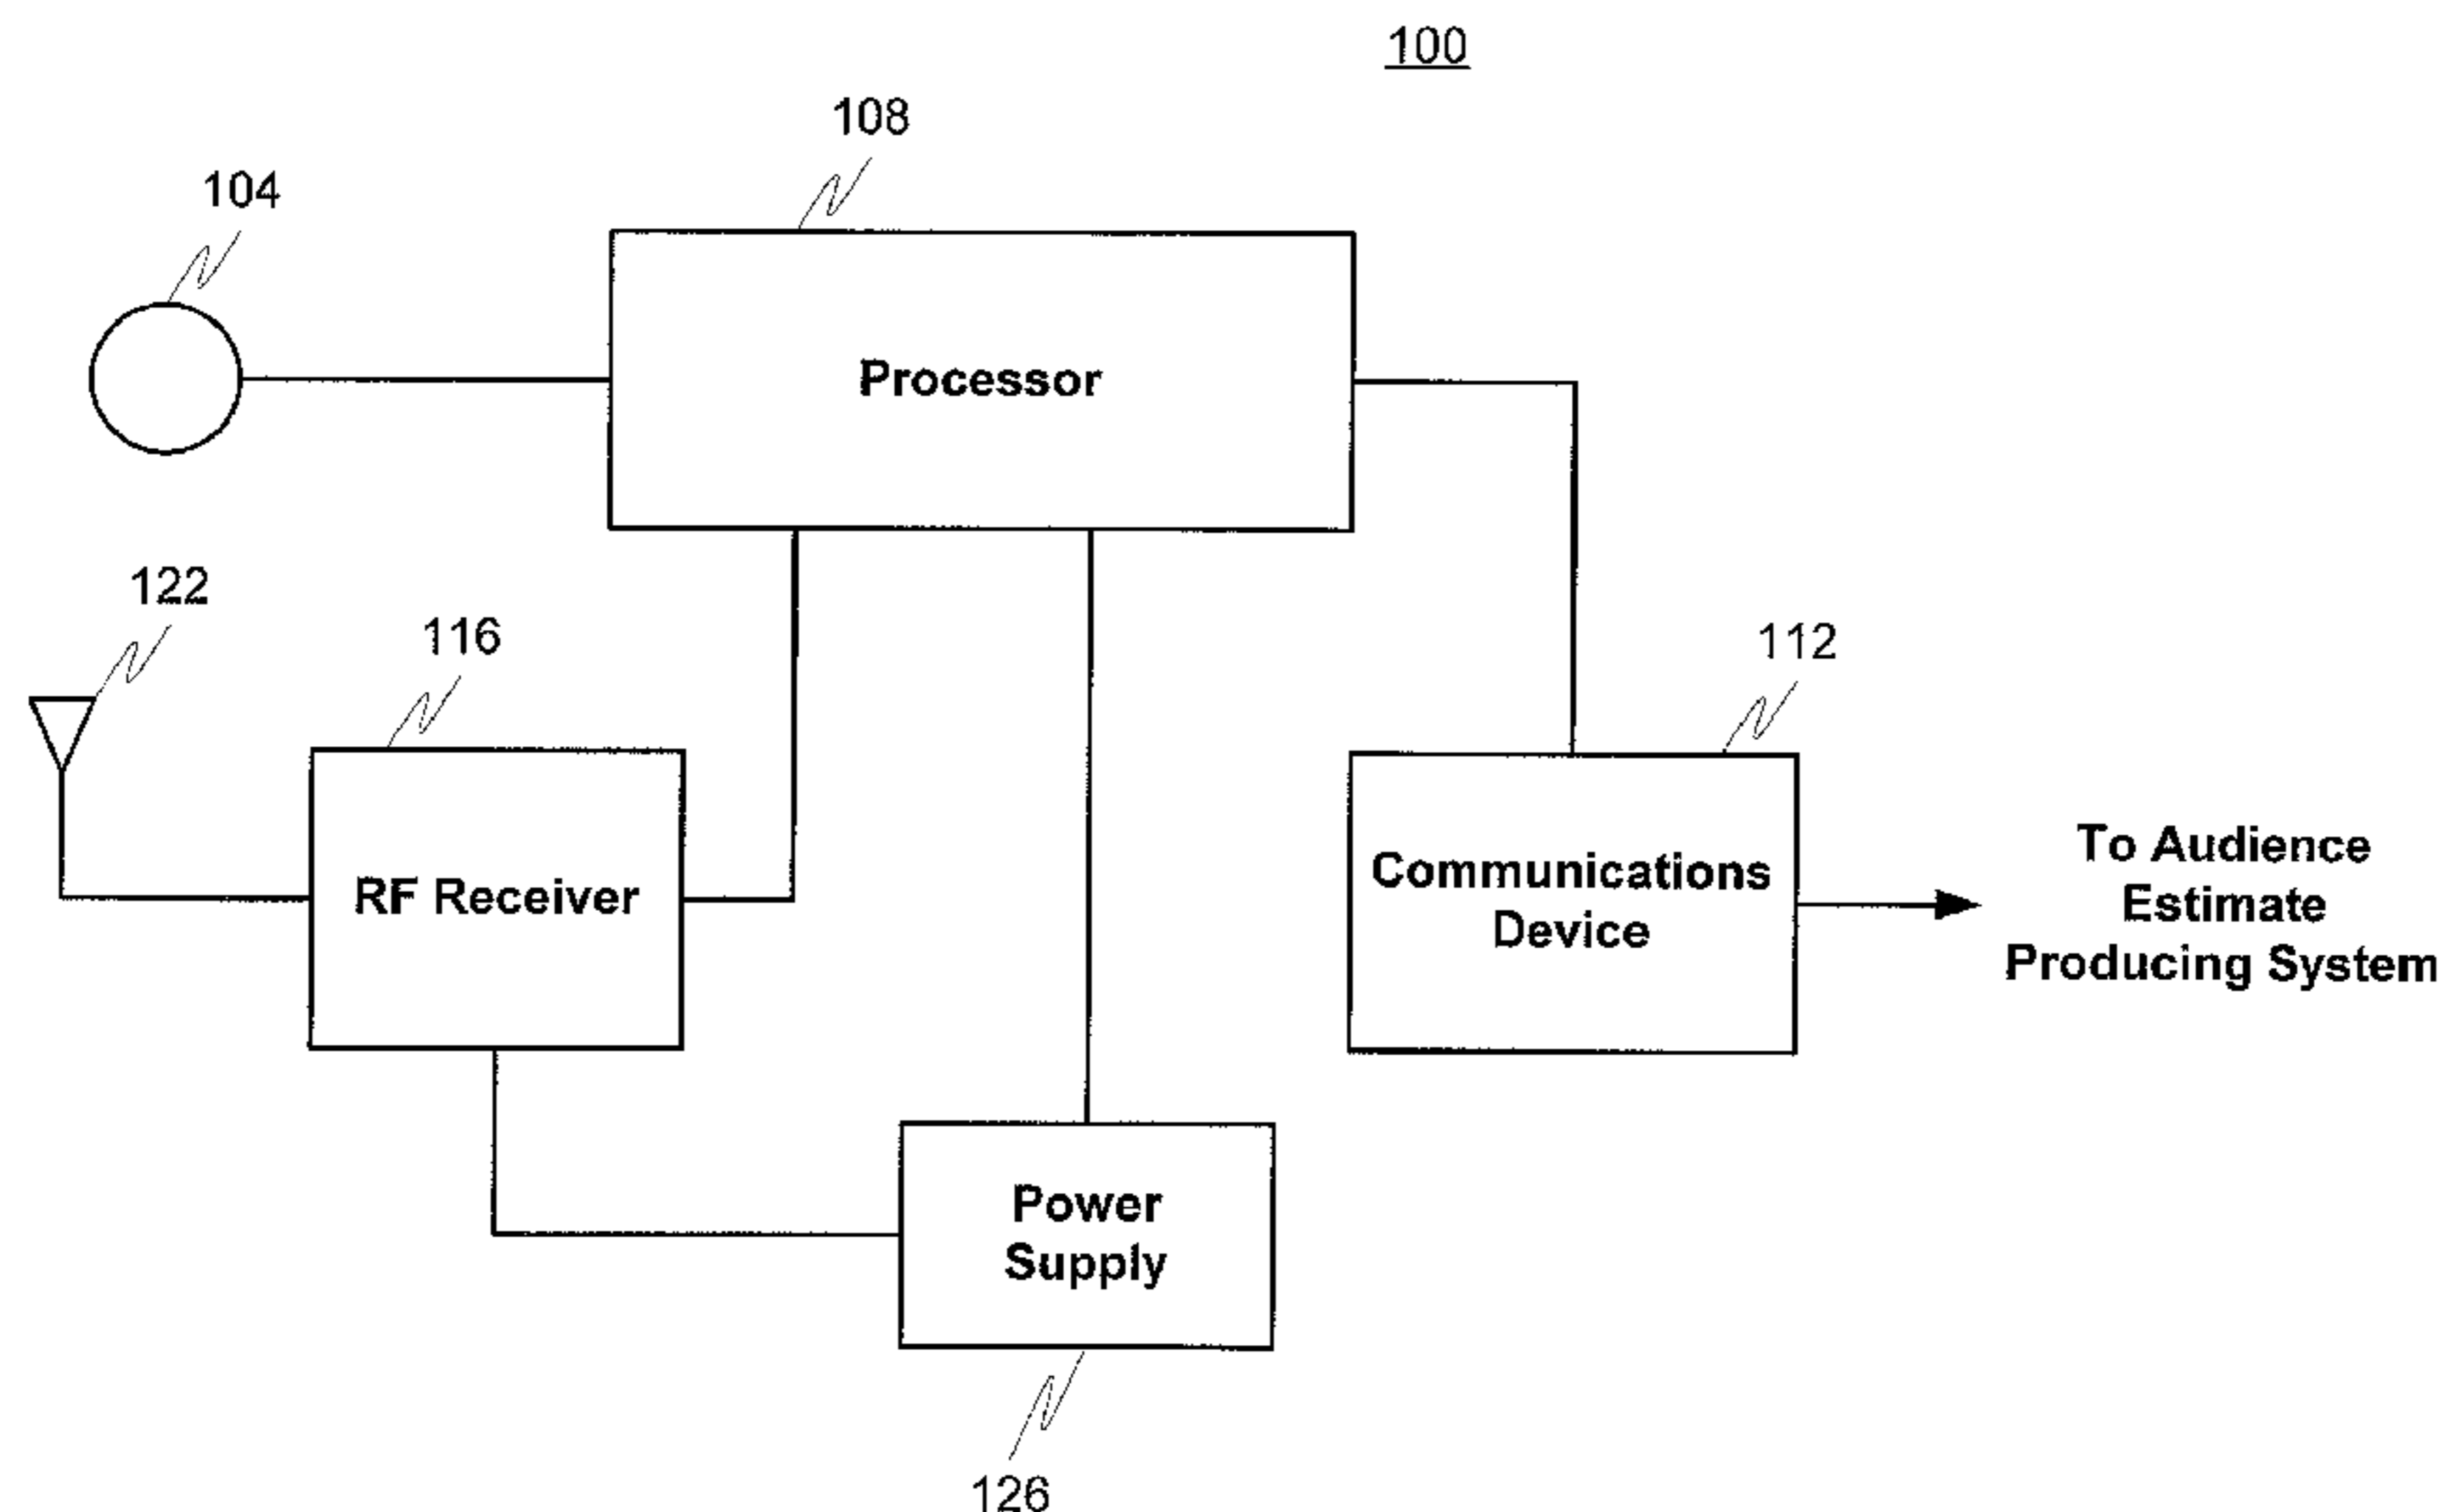 100
108
104
Processor
122
116
112
RF Receiver
Communications
Device
To Audience
Estimate
Producing System
Power
Supply
126